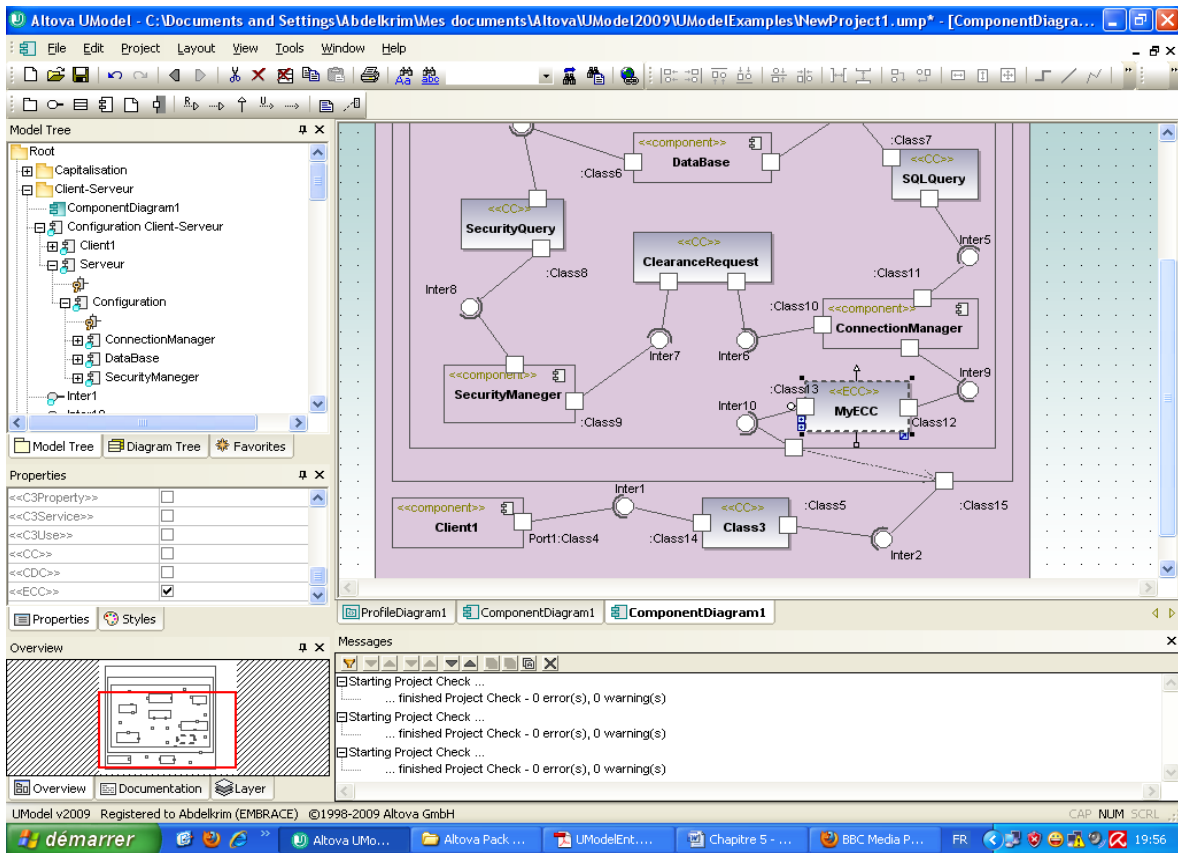 Altova UModel - C:\Documents and Settings\Abdelkrim\Mes documents\Altova\UModel2009\UModelExamples\NewProject1.ump* - [ComponentDiagra...
File Edit Project Layout View Tools Window Help
Model Tree
Root
Capitalisation
Client-Serveur
ComponentDiagram1
Configuration Client-Serveur
Client1
Serveur
Configuration
ConnectionManager
DataBase
SecurityManeger
Inter1
Model Tree Diagram Tree Favorites
Properties
<<C3Property>>
<<C3Service>>
<<C3Use>>
<<CC>>
<<CDC>>
<<ECC>>
Properties Styles
Overview
Overview Documentation Layer
<<component>>
DataBase
:Class6
:Class7
<<CC>>
SQLQuery
<<CC>>
SecurityQuery
:Class8
<<CC>>
ClearanceRequest
Inter5
:Class11
Inter8
:Class10
<<component>>
ConnectionManager
Inter7
Inter6
<<component>>
SecurityManeger
:Class9
Inter9
:Class13
<<ECC>>
MyECC
Inter10
Class12
Inter1
<<component>>
Client1
Port1:Class4
:Class14
<<CC>>
Class3
:Class5
:Class15
Inter2
ProfileDiagram1 ComponentDiagram1 ComponentDiagram1
Messages
Starting Project Check ...
... finished Project Check - 0 error(s), 0 warning(s)
Starting Project Check ...
... finished Project Check - 0 error(s), 0 warning(s)
Starting Project Check ...
... finished Project Check - 0 error(s), 0 warning(s)
UModel v2009 Registered to Abdelkrim (EMBRACE) ©1998-2009 Altova GmbH
CAP NUM SCRL
démarrer
Altova UMo...
Altova Pack ...
UModelEnt....
Chapitre 5 - ...
BBC Media P...
FR
19:56